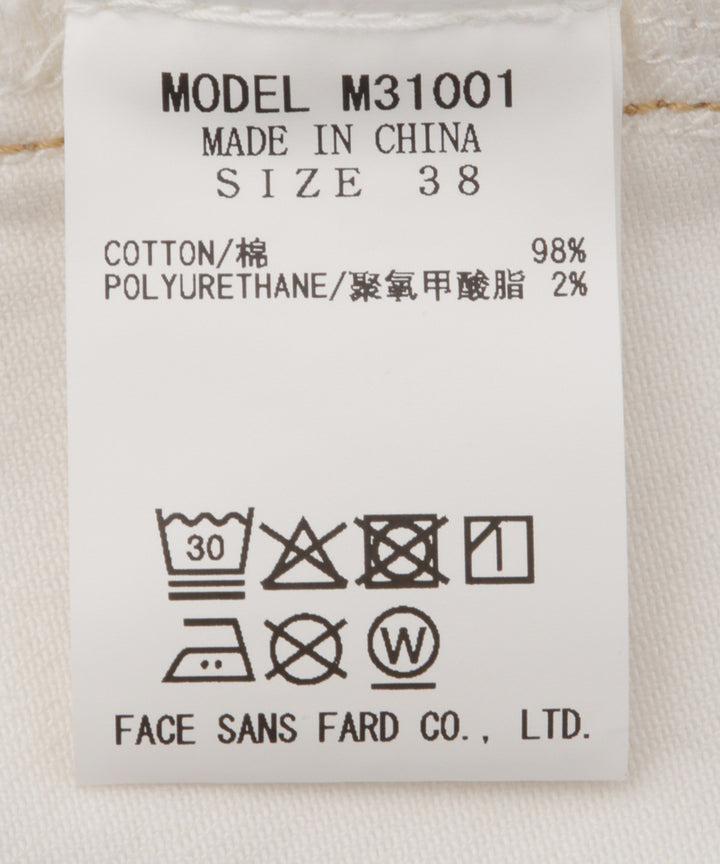 MODEL M31001
MADE IN CHINA
SIZE 38
COTTON/棉 98%
POLYURETHANE/聚氧甲酸脂 2%
30
W
FACE SANS FARD CO., LTD.